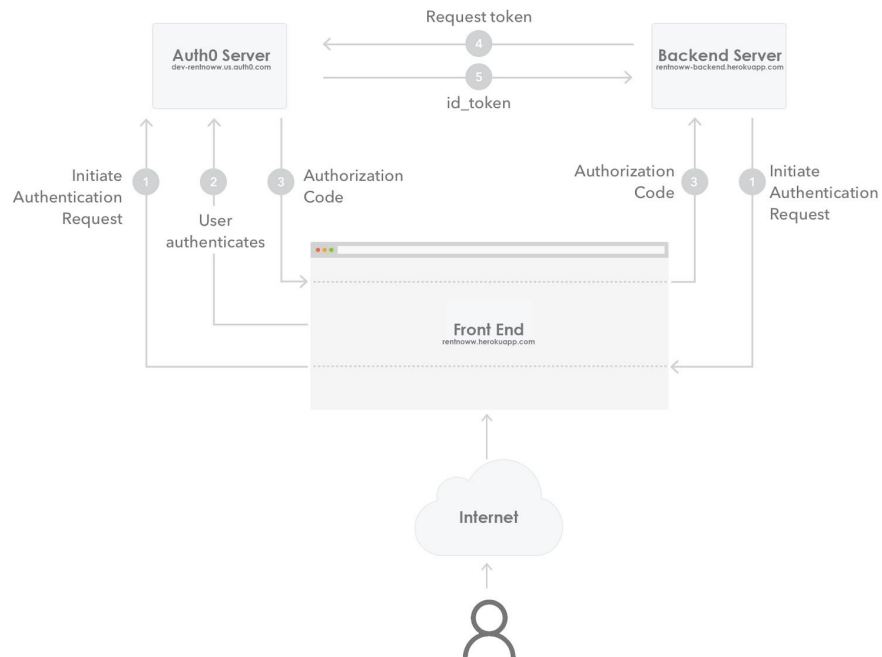 Request token
4
Auth0 Server
dev-rentnoww.us.auth0.com
Backend Server
rentnoww-backend.herokuapp.com
5
id_token
Initiate
Authentication
Request
1
2
User
authenticates
3
Authorization
Code
Authorization
Code
3
1
Initiate
Authentication
Request
Front End
rentnoww.herokuapp.com
Internet